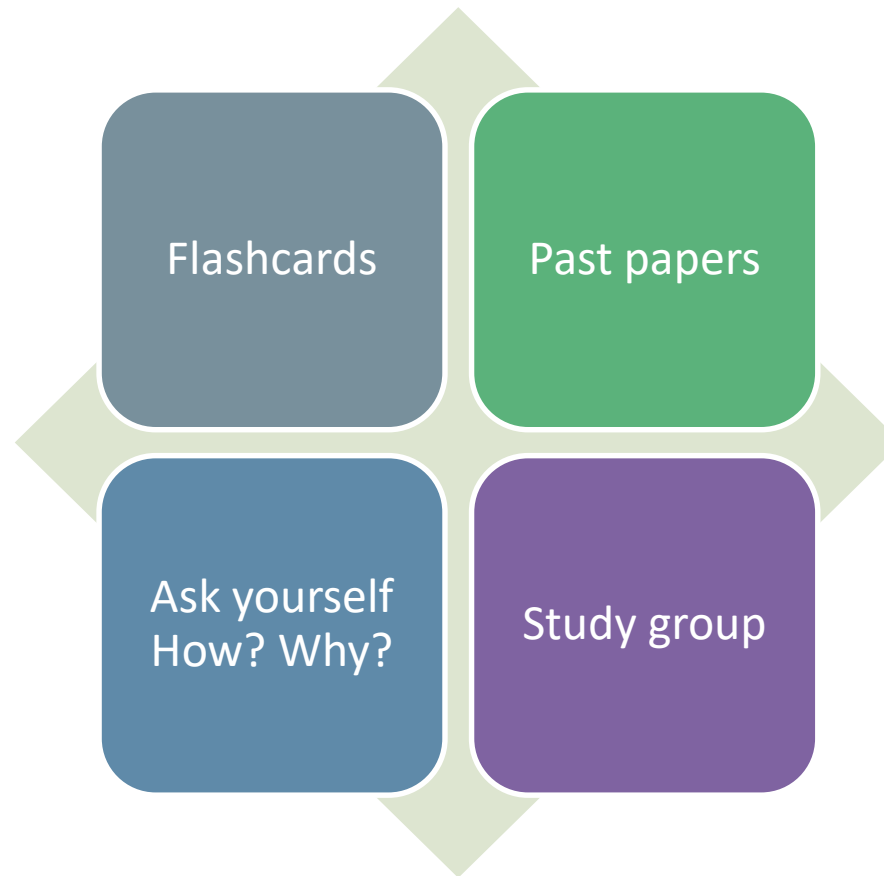 Flashcards
Past papers
Ask yourself
How? Why?
Study group